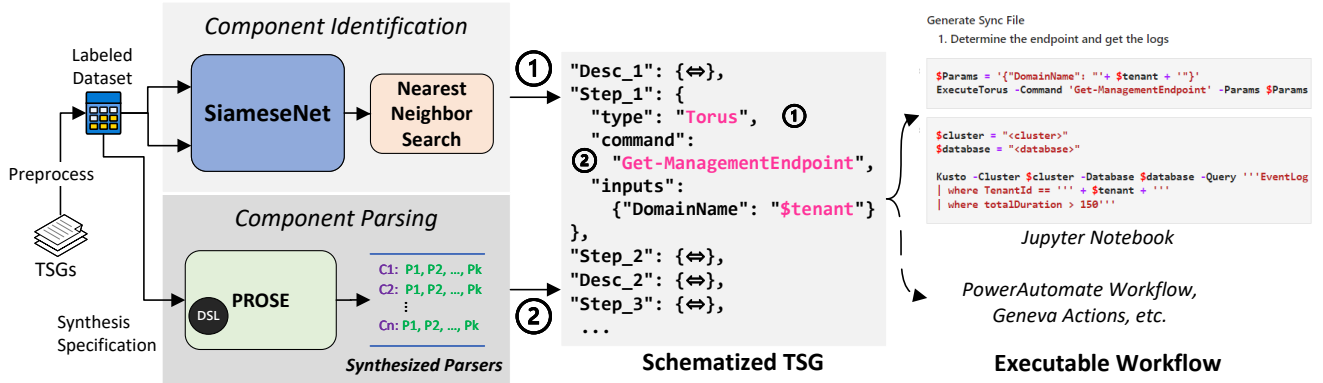 Component Identification
Labeled
Dataset
SiameseNet
Nearest
Neighbor
Search
Preprocess
TSGs
Synthesis
Specification
Component Parsing
PROSE
DSL
C1: P1, P2, ..., Pk
C2: P1, P2, ..., Pk
⋮
Cn: P1, P2, ..., Pk
Synthesized Parsers
1
2
"Desc_1": {⇔},
"Step_1": {
"type": "Torus", 1
"command":
2 "Get-ManagementEndpoint",
"inputs":
{"DomainName": "$tenant"}
},
"Step_2": {⇔},
"Desc_2": {⇔},
"Step_3": {⇔},
...
Schematized TSG
Generate Sync File
1. Determine the endpoint and get the logs
$Params = '{"DomainName": "'+ $tenant + '"}'
ExecuteTorus -Command 'Get-ManagementEndpoint' -Params $Params
$cluster = "<cluster>"
$database = "<database>"
Kusto -Cluster $cluster -Database $database -Query '''EventLog
| where TenantId == ''' + $tenant + '''
| where totalDuration > 150'''
Jupyter Notebook
PowerAutomate Workflow,
Geneva Actions, etc.
Executable Workflow